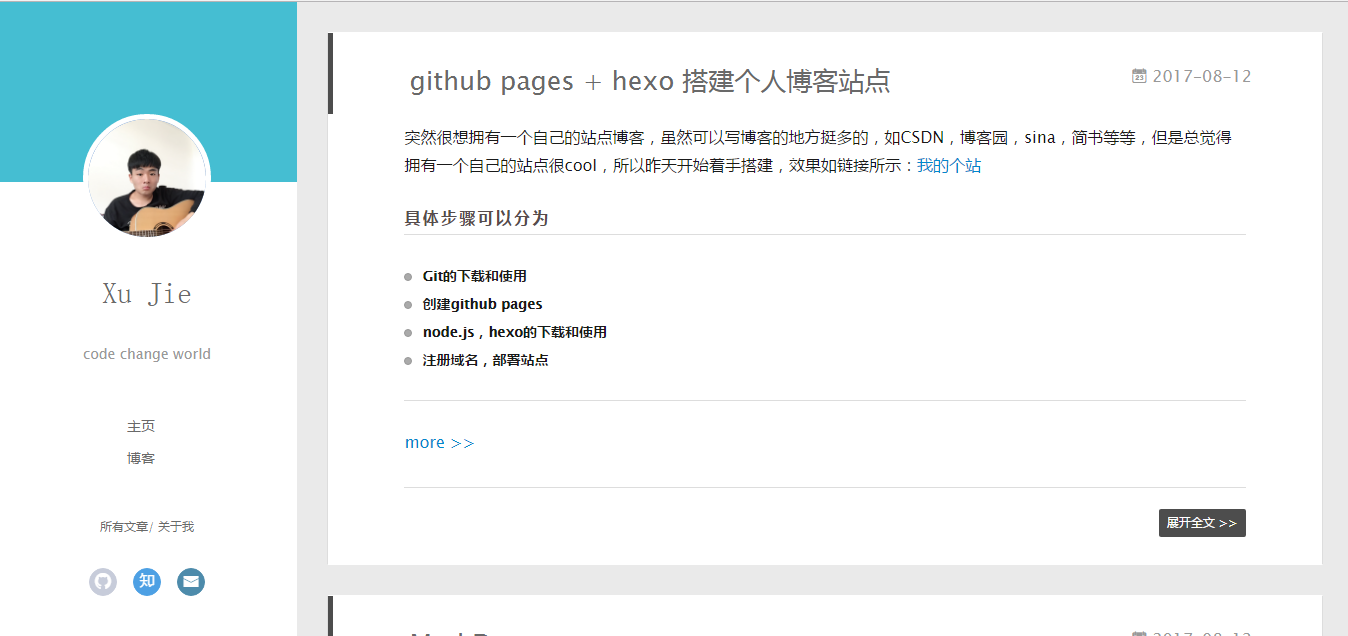 Xu Jie
code change world
主页
博客
所有文章/ 关于我
知
github pages + hexo 搭建个人博客站点
23
2017-08-12
突然很想拥有一个自己的站点博客，虽然可以写博客的地方挺多的，如CSDN，博客园，sina，简书等等，但是总觉得
拥有一个自己的站点很cool，所以昨天开始着手搭建，效果如链接所示：我的个站
具体步骤可以分为
Git的下载和使用
创建github pages
node.js，hexo的下载和使用
注册域名，部署站点
more >>
展开全文 >>
2017-08-12